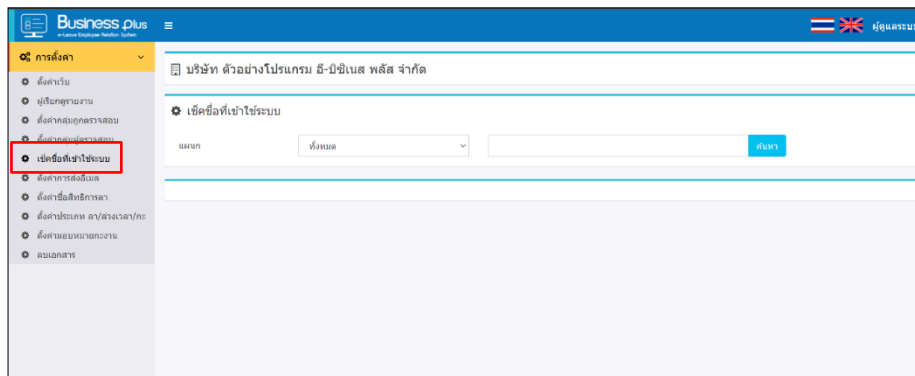 Business Plus
e-Leave Employee Relation System
ผู้ดูแลระบบ
การตั้งค่า
บริษัท ตัวอย่างโปรแกรม อี-บิซิเนส พลัส จำกัด
ตั้งค่าเว็บ
ผู้เรียกดูรายงาน
ตั้งค่ากลุ่มถูกตรวจสอบ
ตั้งค่ากลุ่มผู้ตรวจสอบ
เช็คชื่อที่เข้าใช้ระบบ
ตั้งค่าการส่งอีเมล
ตั้งค่าชื่อสิทธิการลา
ตั้งค่าประเภท ลา/ล่วงเวลา/กะ
ตั้งค่ามอบหมายกะงาน
ลบเอกสาร
เช็คชื่อที่เข้าใช้ระบบ
แผนก
ทั้งหมด
ค้นหา